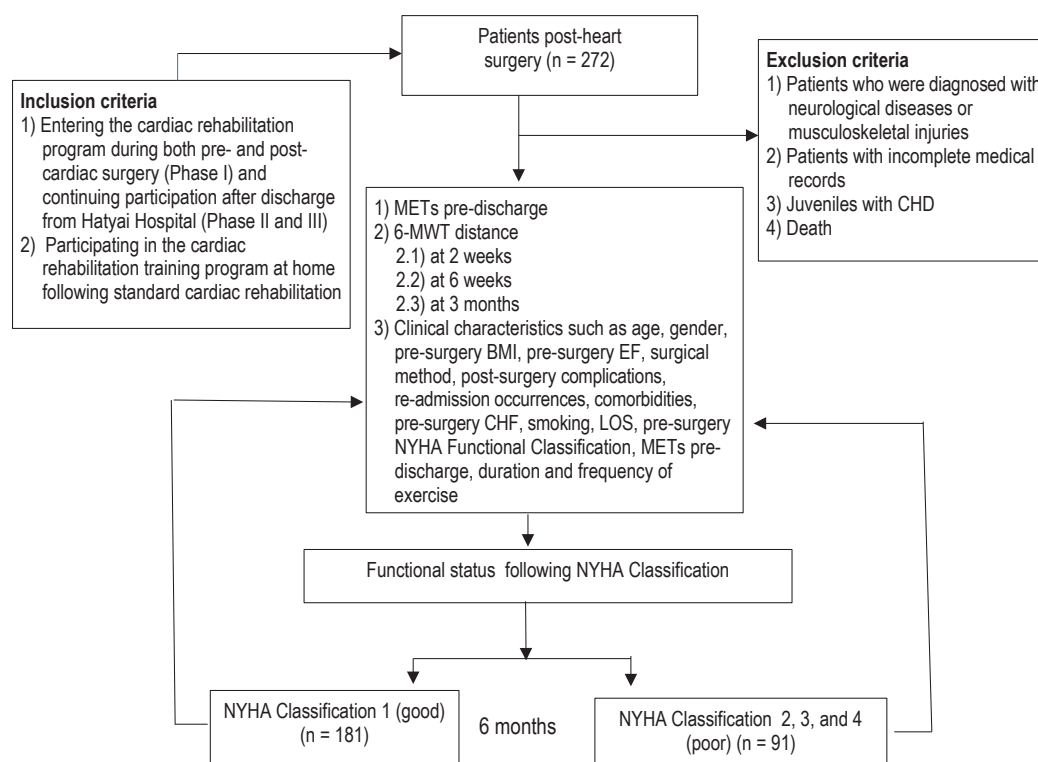 Patients post-heart
surgery (n = 272)
Inclusion criteria
1) Entering the cardiac rehabilitation
program during both pre- and post-
cardiac surgery (Phase I) and
continuing participation after discharge
from Hatyai Hospital (Phase II and III)
2) Participating in the cardiac
rehabilitation training program at home
following standard cardiac rehabilitation
Exclusion criteria
1) Patients who were diagnosed with
neurological diseases or
musculoskeletal injuries
2) Patients with incomplete medical
records
3) Juveniles with CHD
4) Death
1) METs pre-discharge
2) 6-MWT distance
2.1) at 2 weeks
2.2) at 6 weeks
2.3) at 3 months
3) Clinical characteristics such as age, gender,
pre-surgery BMI, pre-surgery EF, surgical
method, post-surgery complications,
re-admission occurrences, comorbidities,
pre-surgery CHF, smoking, LOS, pre-surgery
NYHA Functional Classification, METs pre-
discharge, duration and frequency of
exercise
Functional status following NYHA Classification
NYHA Classification 1 (good)
(n = 181)
6 months
NYHA Classification 2, 3, and 4
(poor) (n = 91)